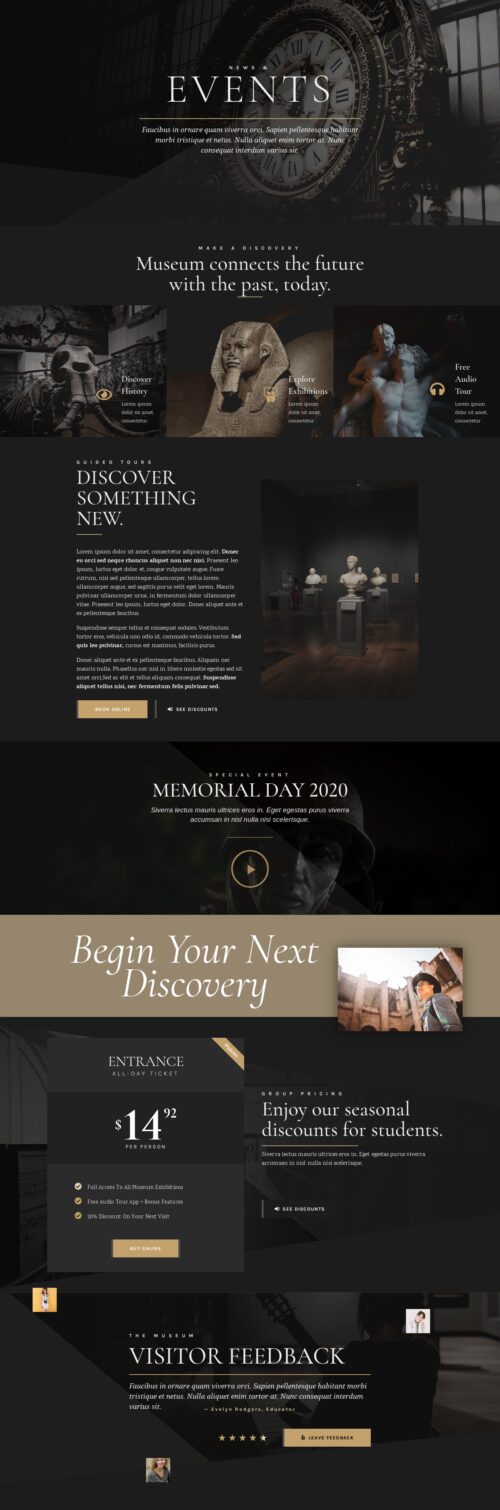 NEWS &
EVENTS
Faucibus in ornare quam viverra orci. Sapien pellentesque habitant
morbi tristique et netus. Nulla aliquet enim tortor at. Nunc
consequat interdum varius sit.
MAKE A DISCOVERY
Museum connects the future
with the past, today.
Discover
History
Lorem ipsum
dolor sit amet,
consectetur.
Explore
Exhibitions
Lorem ipsum
dolor sit amet,
consectetur.
Free
Audio
Tour
Lorem ipsum
dolor sit amet,
consectetur.
GUIDED TOURS
DISCOVER
SOMETHING
NEW.
Lorem ipsum dolor sit amet, consectetur adipiscing elit. Donec
eu orci sed neque rhoncus aliquet non nec nisi. Praesent leo
ipsum, luctus eget dolor et, congue vulputate augue. Fusce
rutrum, nisi sed pellentesque ullamcorper, tellus lorem
ullamcorper augue, sed sagittis purus velit eget lorem. Mauris
pulvinar ullamcorper urna, in fermentum dolor ullamcorper
vitae. Praesent leo ipsum, luctus eget dolor. Donec aliquet ante et
ex pellentesque faucibus.
Suspendisse semper tellus et consequat sodales. Vestibulum
tortor eros, vehicula non odio id, commodo vehicula tortor. Sed
quis leo pulvinar, cursus est maximus, facilisis purus.
Donec aliquet ante et ex pellentesque faucibus. Aliquam nec
mauris nulla. Phasellus nec nisl in libero molestie egestas sed sit
amet orci.Sed ac elit et tellus aliquam consequat. Suspendisse
aliquet tellus nisi, nec fermentum felis pulvinar sed.
BOOK ONLINE
SEE DISCOUNTS
SPECIAL EVENT
MEMORIAL DAY 2020
Siverra lectus mauris ultrices eros in. Eget egestas purus viverra
accumsan in nisl nulla nisi scelerisque.
Begin Your Next
Discovery
Popular
ENTRANCE
ALL-DAY TICKET
$14 92
PER PERSON
Full Access To All Museum Exhibitions
Free Audio Tour App + Bonus Features
20% Discount On Your Next Visit
BUY ONLINE
GROUP PRICING
Enjoy our seasonal
discounts for students.
Siverra lectus mauris ultrices eros in. Eget egestas purus viverra
accumsan in nisl nulla nisi scelerisque.
SEE DISCOUNTS
THE MUSEUM
VISITOR FEEDBACK
Faucibus in ornare quam viverra orci. Sapien pellentesque habitant morbi
tristique et netus. Nulla aliquet enim tortor at. Nunc consequat interdum
varius sit.
— Evelyn Rodgers, Educator
LEAVE FEEDBACK